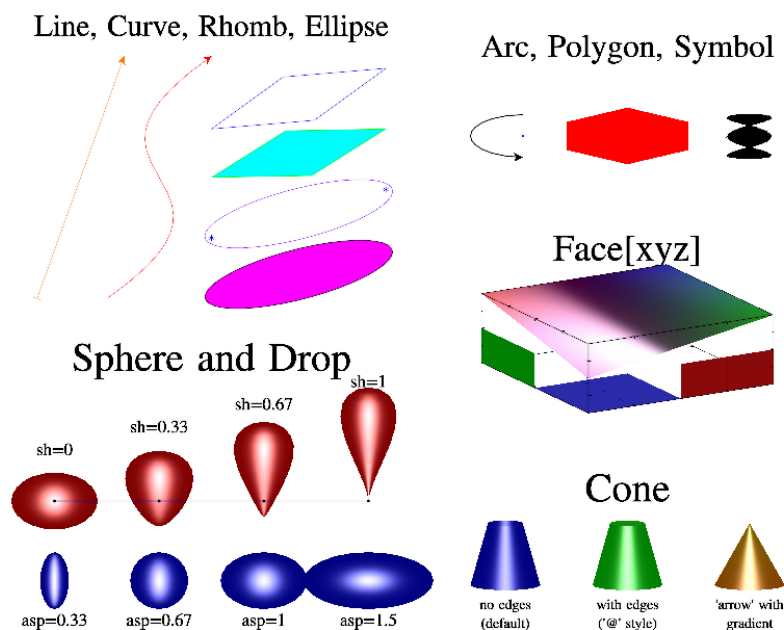 Line, Curve, Rhomb, Ellipse
Arc, Polygon, Symbol
Face[xyz]
Sphere and Drop
sh=0
sh=0.33
sh=0.67
sh=1
asp=0.33
asp=0.67
asp=1
asp=1.5
Cone
no edges
(default)
with edges
('@' style)
'arrow' with
gradient